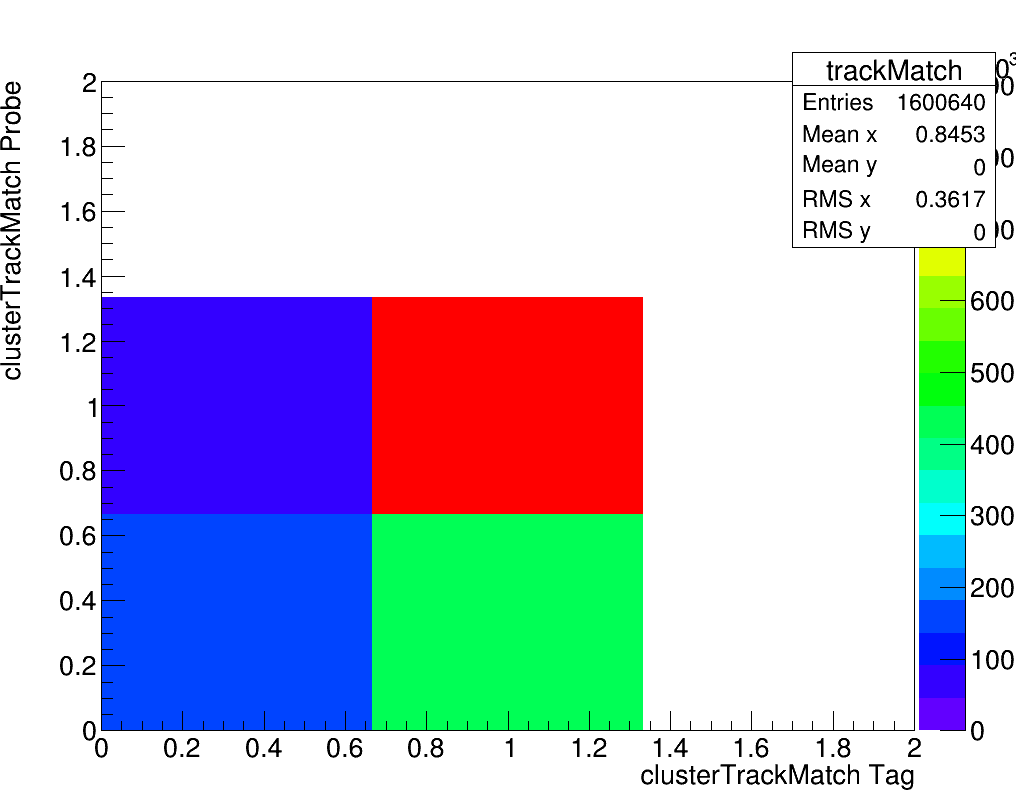 trackMatch
Entries 1600640
Mean x 0.8453
Mean y 0
RMS x 0.3617
RMS y 0
clusterTrackMatch Probe
2
1.8
1.6
1.4
1.2
1
0.8
0.6
0.4
0.2
0
600
500
400
300
200
100
0
0 0.2 0.4 0.6 0.8 1 1.2 1.4 1.6 1.8 2
clusterTrackMatch Tag